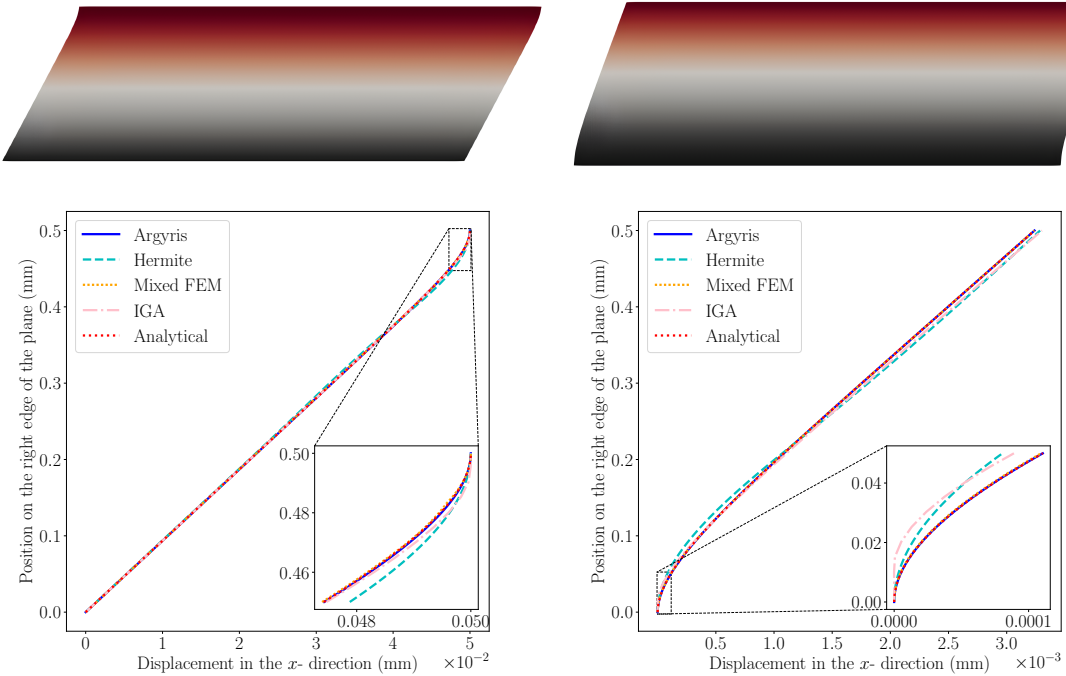 Argyris
Hermite
Mixed FEM
IGA
Analytical
Position on the right edge of the plane (mm)
0.5
0.4
0.3
0.2
0.1
0.0
0.50
0.48
0.46
0.048
0.050
0
1
2
3
4
5
Displacement in the x- direction (mm)
×10⁻²
Argyris
Hermite
Mixed FEM
IGA
Analytical
Position on the right edge of the plane (mm)
0.5
0.4
0.3
0.2
0.1
0.0
0.04
0.02
0.00
0.0000
0.0001
0.5
1.0
1.5
2.0
2.5
3.0
Displacement in the x- direction (mm)
×10⁻³